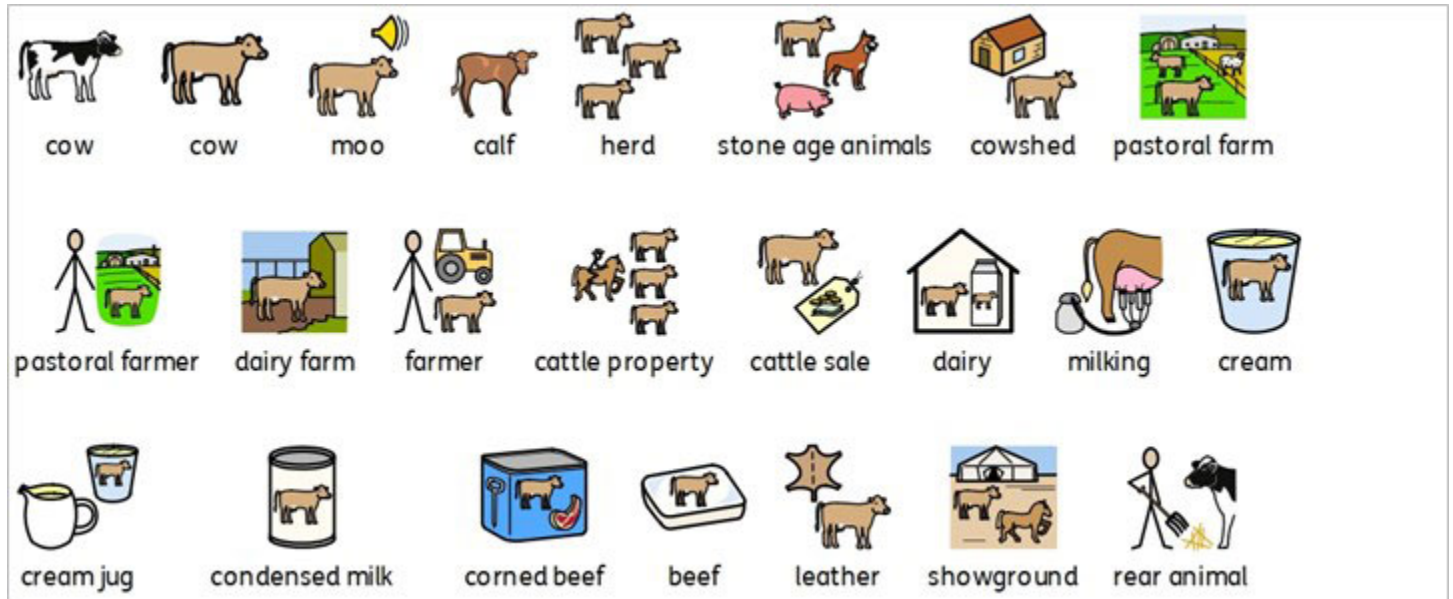 cow cow moo calf herd stone age animals cowshed pastoral farm
pastoral farmer dairy farm farmer cattle property cattle sale dairy milking cream
cream jug condensed milk corned beef beef leather showground rear animal